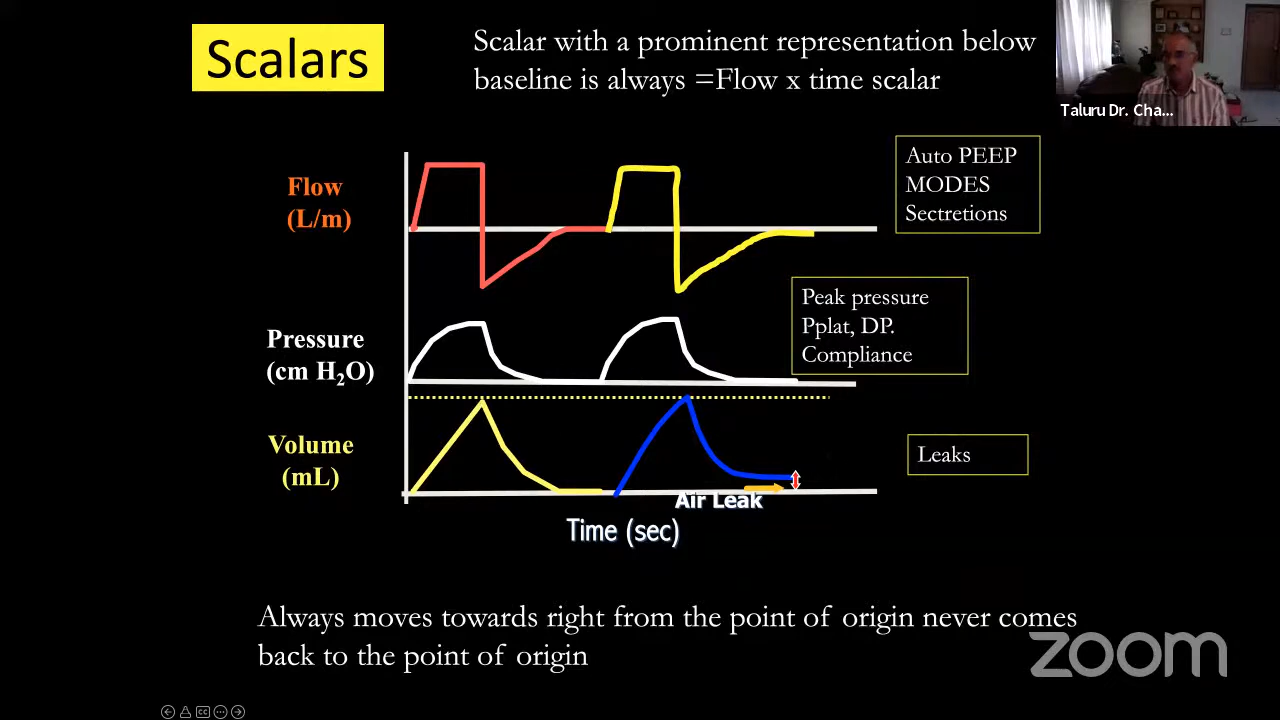 Scalars
Scalar with a prominent representation below
baseline is always =Flow x time scalar
Taluru Dr. Cha...
Flow
(L/m)
Auto PEEP
MODES
Sectretions
Pressure
(cm H₂O)
Peak pressure
Pplat, DP.
Compliance
Volume
(mL)
Leaks
Air Leak
Time (sec)
Always moves towards right from the point of origin never comes
back to the point of origin
zoom